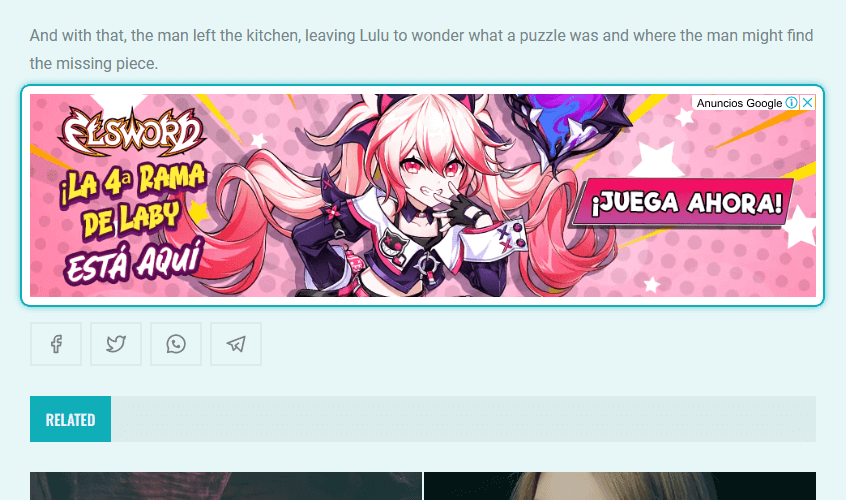 And with that, the man left the kitchen, leaving Lulu to wonder what a puzzle was and where the man might find
the missing piece.
Anuncios Google
ELSWORD
¡LA 4ª RAMA
DE LABY
ESTÁ AQUÍ
¡JUEGA AHORA!
RELATED